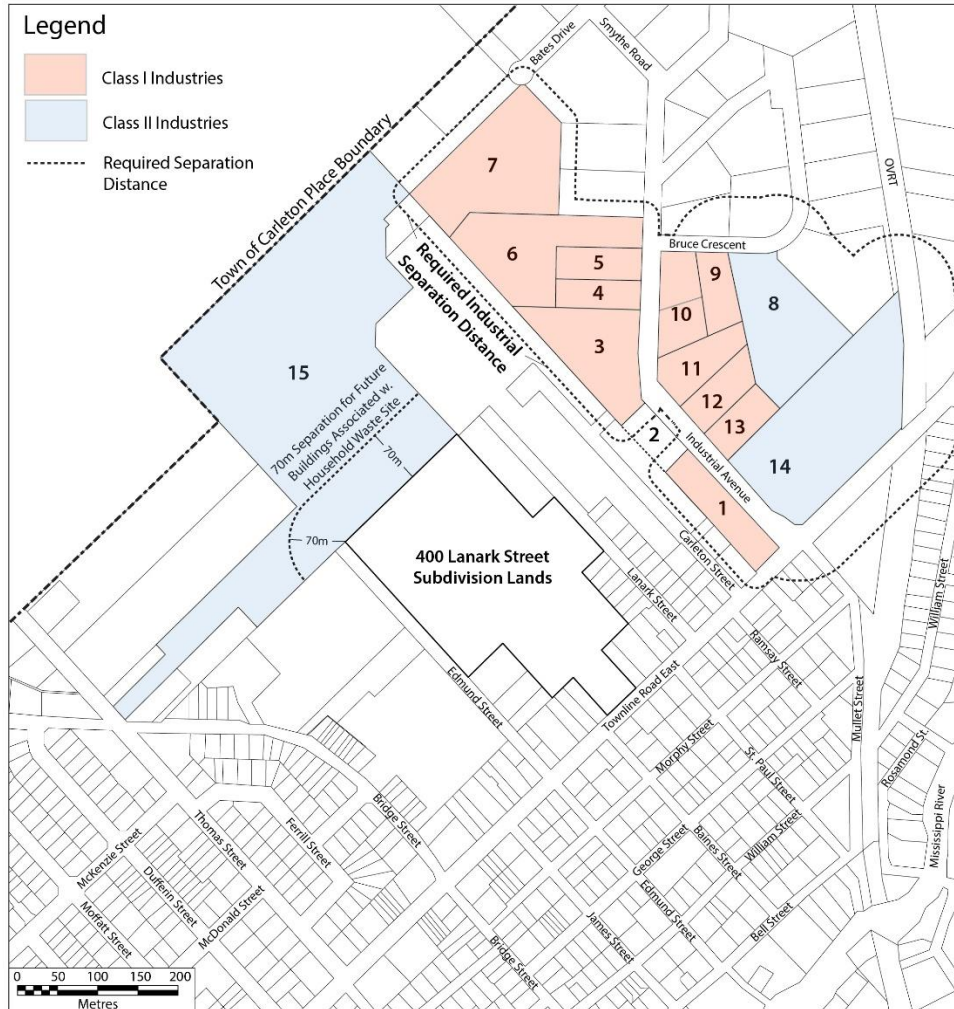 Legend
Class I Industries
Class II Industries
Required Separation
Distance
Bates Drive
Smythe Road
Town of Carleton Place Boundary
OVRT
7
Bruce Crescent
6
5
4
9
8
10
Required Industrial
Separation Distance
3
11
15
12
13
2
Industrial Avenue
14
70m Separation for Future
Buildings Associated w.
Household Waste Site
70m
1
70m
400 Lanark Street
Subdivision Lands
Carleton Street
Lanark Street
William Street
Ramsay Street
Edmund Street
Townline Road East
Mullet Street
Morphy Street
St. Paul Street
Rosamond St.
Mississippi River
Bridge Street
Thomas Street
Ferrill Street
McKenzie Street
Dufferin Street
McDonald Street
Moffatt Street
George Street
Baines Street
William Street
Edmund Street
James Street
Bell Street
Bridge Street
0 50 100 150 200
Metres